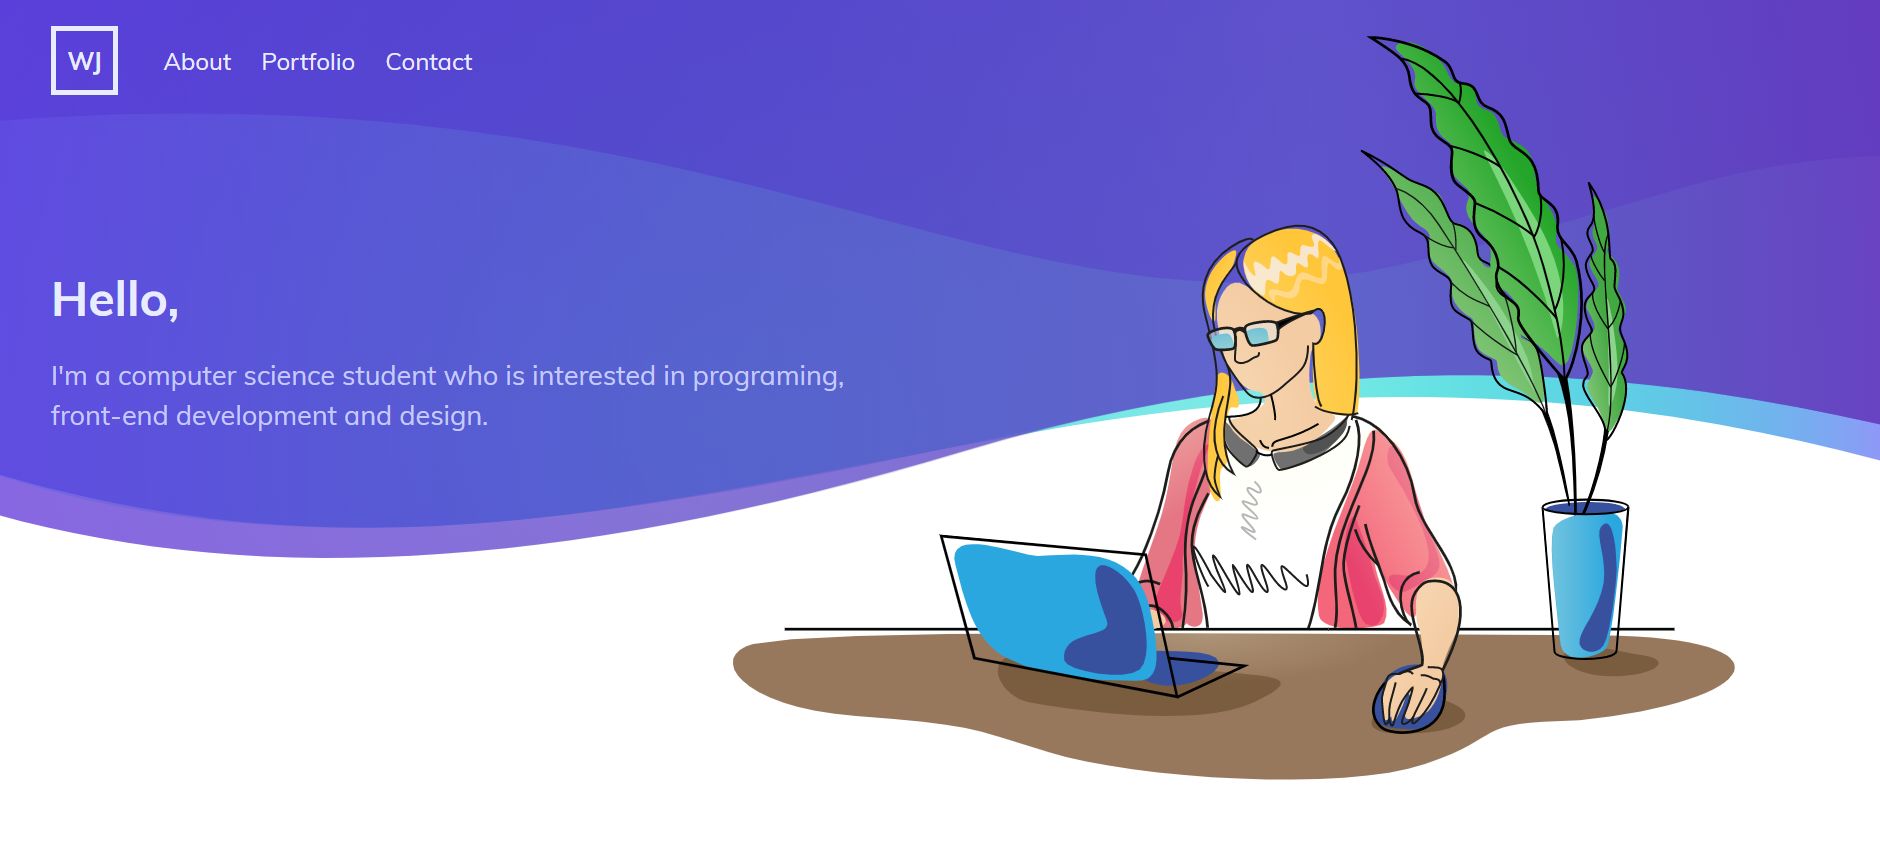 WJ
About Portfolio Contact
Hello,
I'm a computer science student who is interested in programing,
front-end development and design.